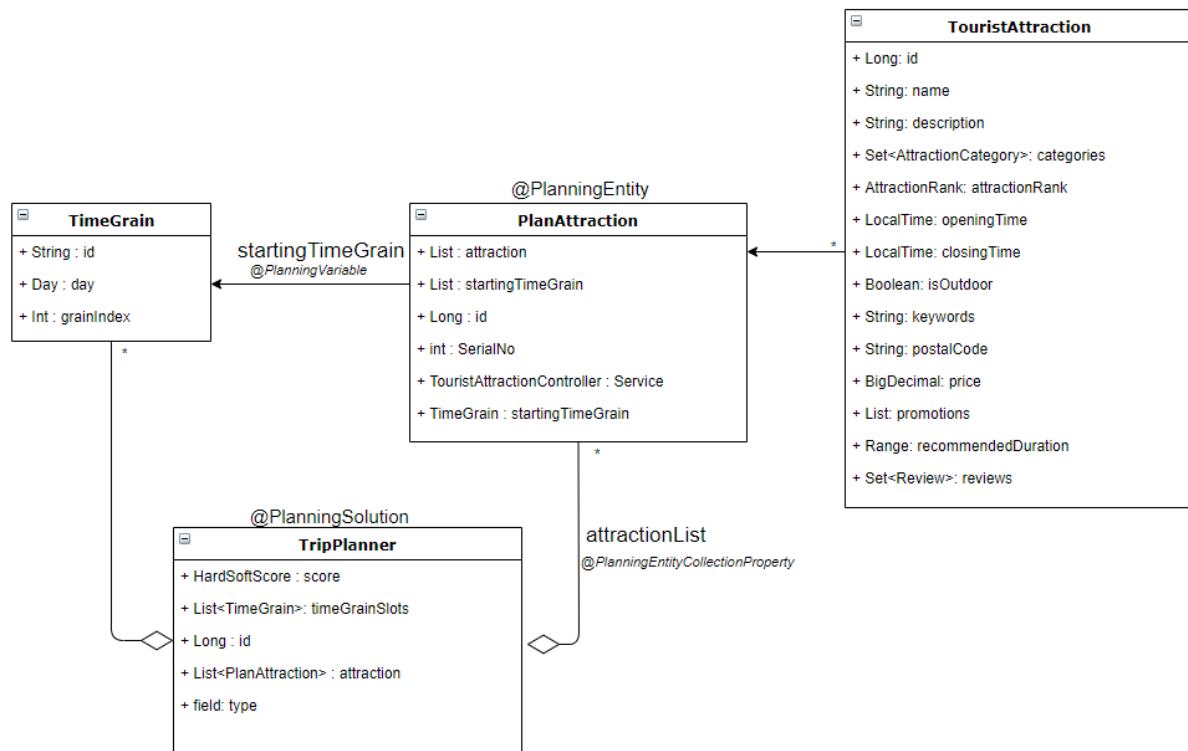 TouristAttraction
+ Long: id
+ String: name
+ String: description
+ Set<AttractionCategory>: categories
+ AttractionRank: attractionRank
+ LocalTime: openingTime
+ LocalTime: closingTime
+ Boolean: isOutdoor
+ String: keywords
+ String: postalCode
+ BigDecimal: price
+ List: promotions
+ Range: recommendedDuration
+ Set<Review>: reviews
*
@PlanningEntity
PlanAttraction
+ List : attraction
+ List : startingTimeGrain
+ Long : id
+ int : SerialNo
+ TouristAttractionController : Service
+ TimeGrain : startingTimeGrain
*
startingTimeGrain
@PlanningVariable
TimeGrain
+ String : id
+ Day : day
+ Int : grainIndex
*
attractionList
@PlanningEntityCollectionProperty
@PlanningSolution
TripPlanner
+ HardSoftScore : score
+ List<TimeGrain>: timeGrainSlots
+ Long : id
+ List<PlanAttraction> : attraction
+ field: type